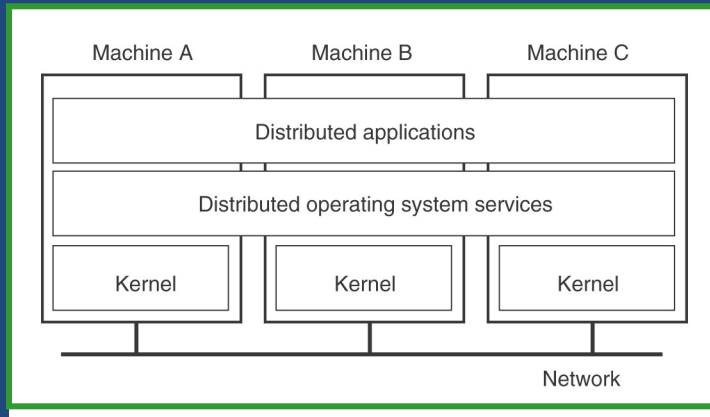 Machine A
Machine B
Machine C
Distributed applications
Distributed operating system services
Kernel
Kernel
Kernel
Network